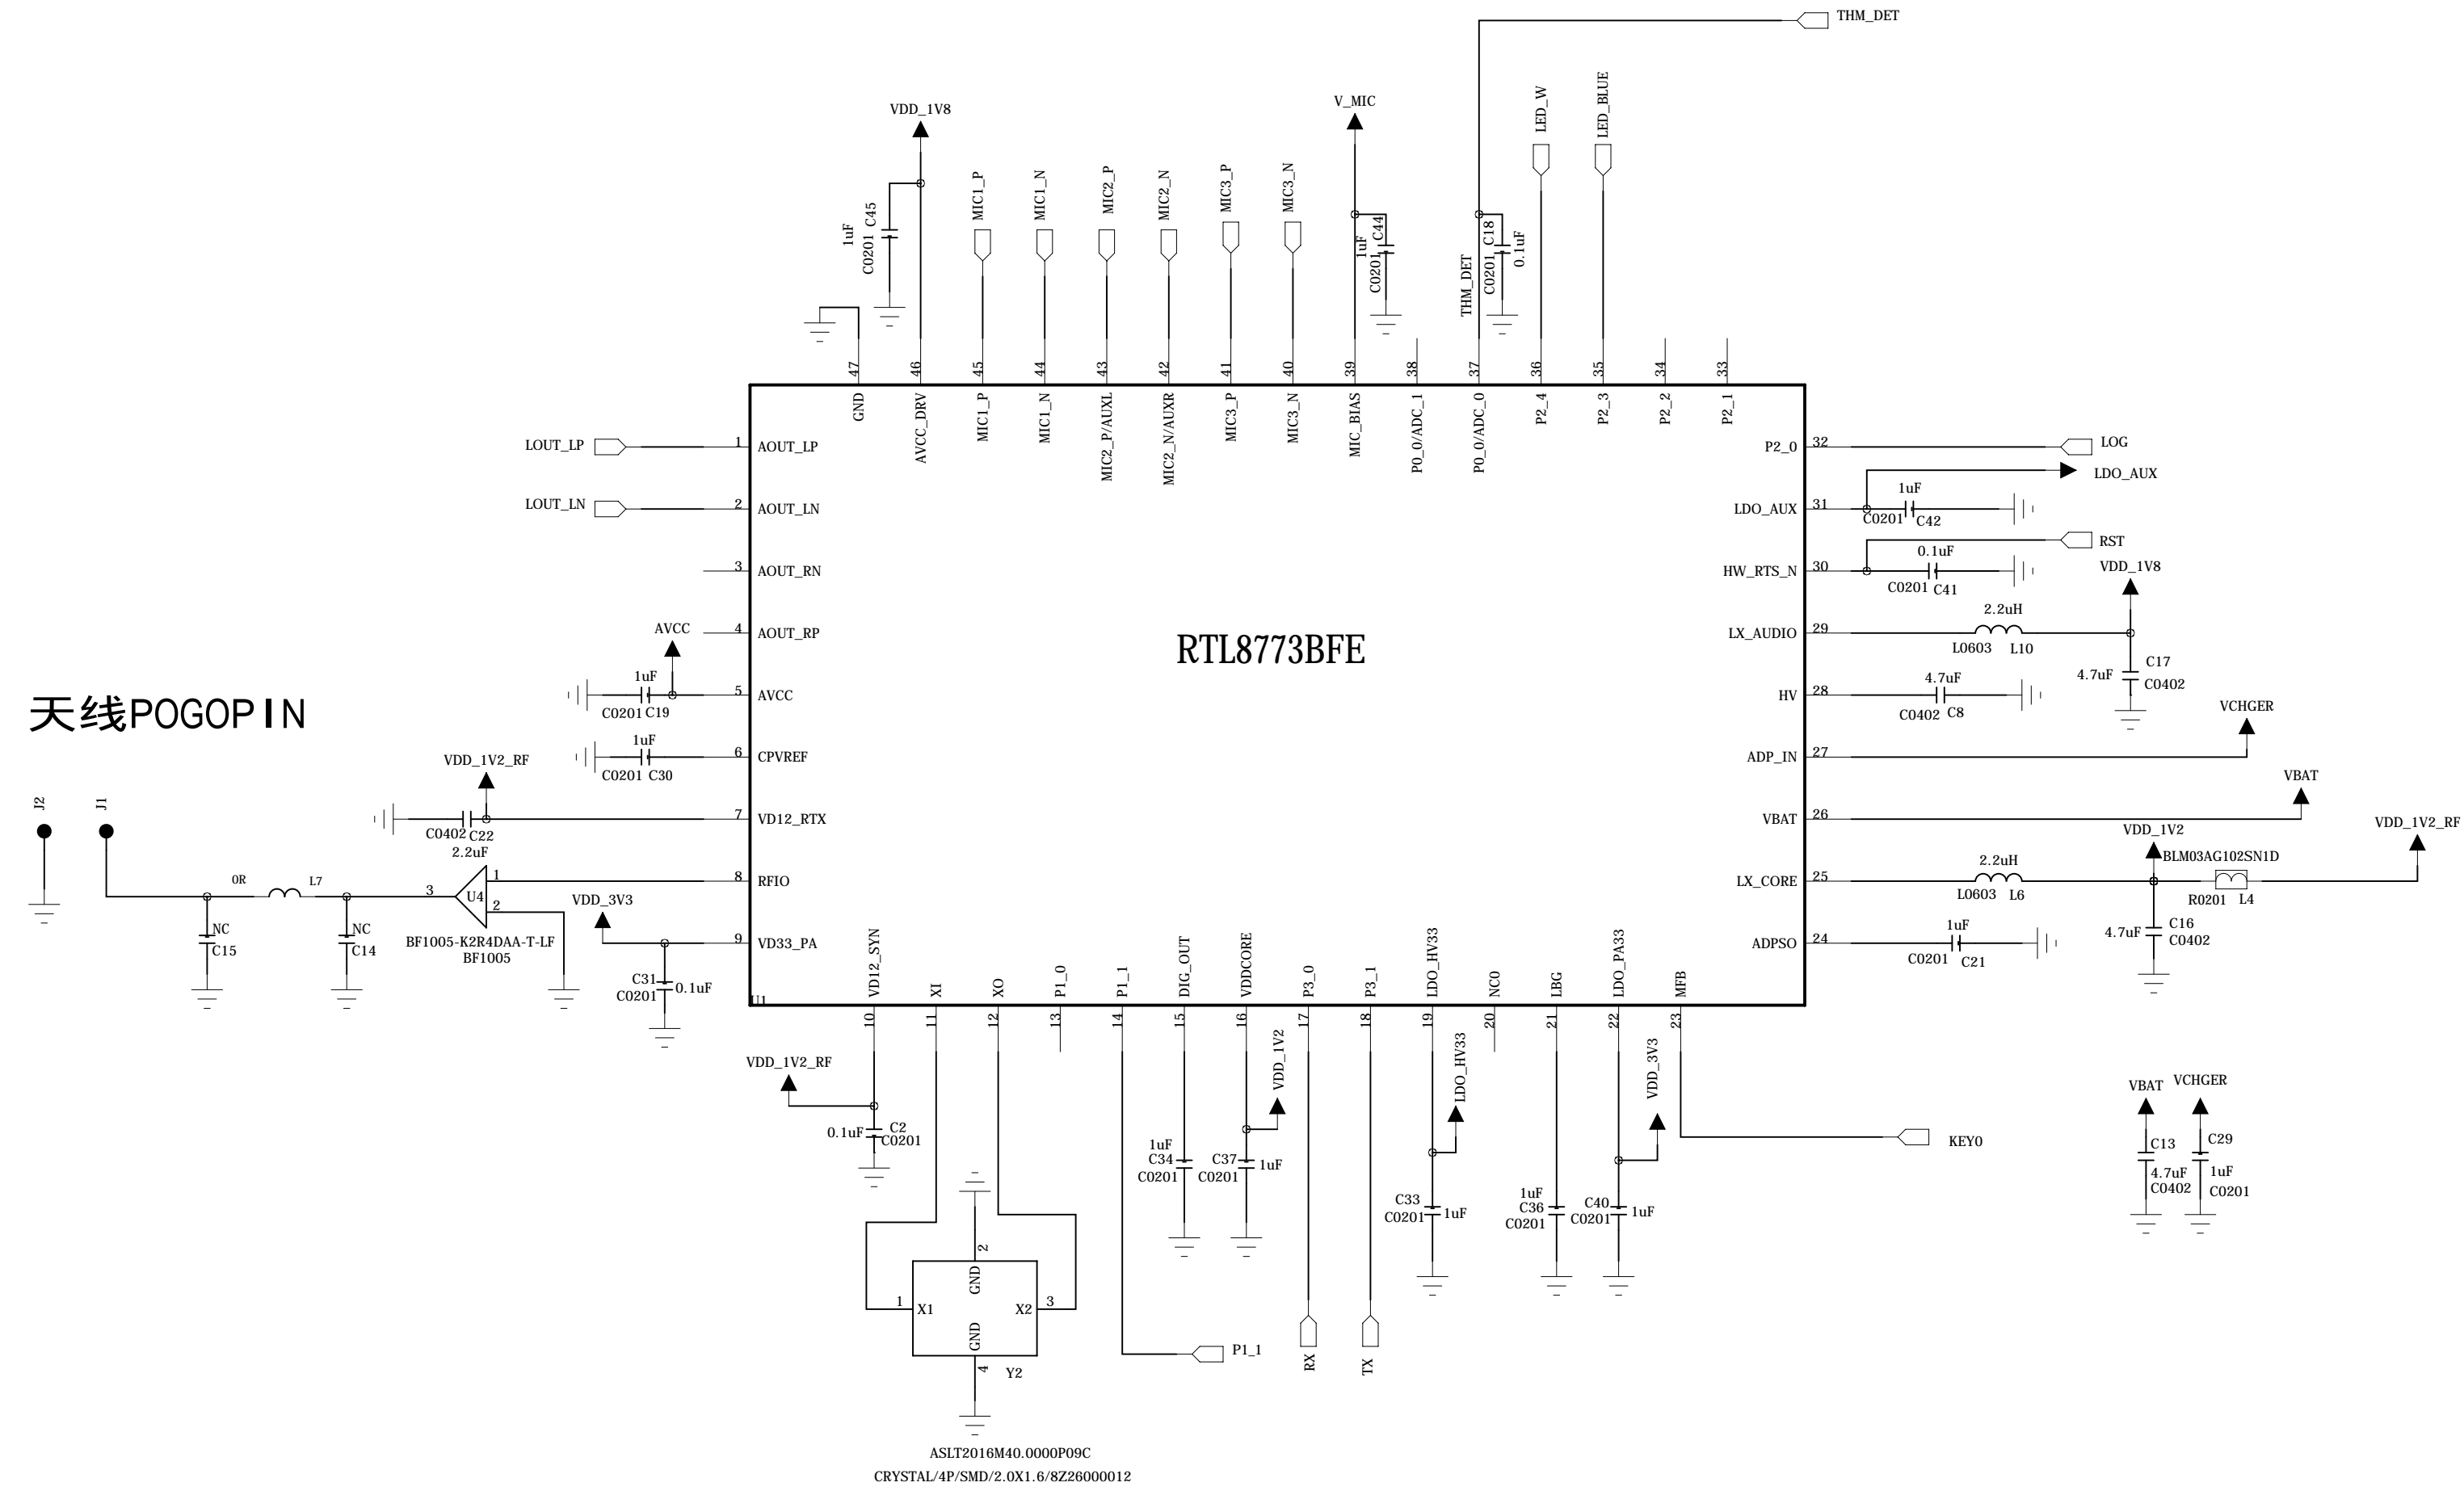 THM_DET
VDD_1V8
V_MIC
LED_W
LED_BLUE
1uF
C0201 C45
MIC1_P
MIC1_N
MIC2_P
MIC2_N
MIC3_P
MIC3_N
1uF
C0201 C44
THM_DET
C0201 C18
0.1uF
47
46
45
44
43
42
41
40
39
38
37
36
35
34
33
GND
AVCC_DRV
MIC1_P
MIC1_N
MIC2_P/AUXL
MIC2_N/AUXR
MIC3_P
MIC3_N
MIC_BIAS
P0_0/ADC_1
P0_0/ADC_0
P2_4
P2_3
P2_2
P2_1
LOUT_LP
1 AOUT_LP
LOUT_LN
2 AOUT_LN
3 AOUT_RN
4 AOUT_RP
AVCC
1uF
C0201 C19
5 AVCC
1uF
C0201 C30
6 CPVREF
VDD_1V2_RF
C0402 C22
2.2uF
7 VD12_RTX
8 RFIO
VDD_3V3
9 VD33_PA
C31
C0201 0.1uF
RTL8773BFE
U1
天线POGOPIN
J2
J1
0R L7
NC
C15
NC
C14
3 U4 1
2
BF1005-K2R4DAA-T-LF
BF1005
P2_0 32 LOG
LDO_AUX
LDO_AUX 31
1uF
C0201 C42
RST
HW_RTS_N 30
0.1uF
C0201 C41
VDD_1V8
LX_AUDIO 29
2.2uH
L0603 L10
4.7uF C17
C0402
HV 28
4.7uF
C0402 C8
VCHGER
ADP_IN 27
VBAT
VBAT 26
VDD_1V2
VDD_1V2_RF
BLM03AG102SN1D
LX_CORE 25
2.2uH
L0603 L6
R0201 L4
4.7uF C16
C0402
ADPSO 24
1uF
C0201 C21
VD12_SYN
XI
XO
P1_0
P1_1
DIG_OUT
VDDCORE
P3_0
P3_1
LDO_HV33
NC0
LBG
LDO_PA33
MFB
10
11
12
13
14
15
16
17
18
19
20
21
22
23
VDD_1V2_RF
0.1uF C2
C0201
1uF
C34
C0201
VDD_1V2
C37
C0201 1uF
LDO_HV33
C33
C0201 1uF
1uF
C36
C0201
VDD_3V3
C40
C0201 1uF
KEY0
VBAT
C13
4.7uF
C0402
VCHGER
C29
1uF
C0201
2
GND
1 X1 X2 3
GND
4
Y2
P1_1
RX
TX
ASLT2016M40.0000P09C
CRYSTAL/4P/SMD/2.0X1.6/8Z26000012